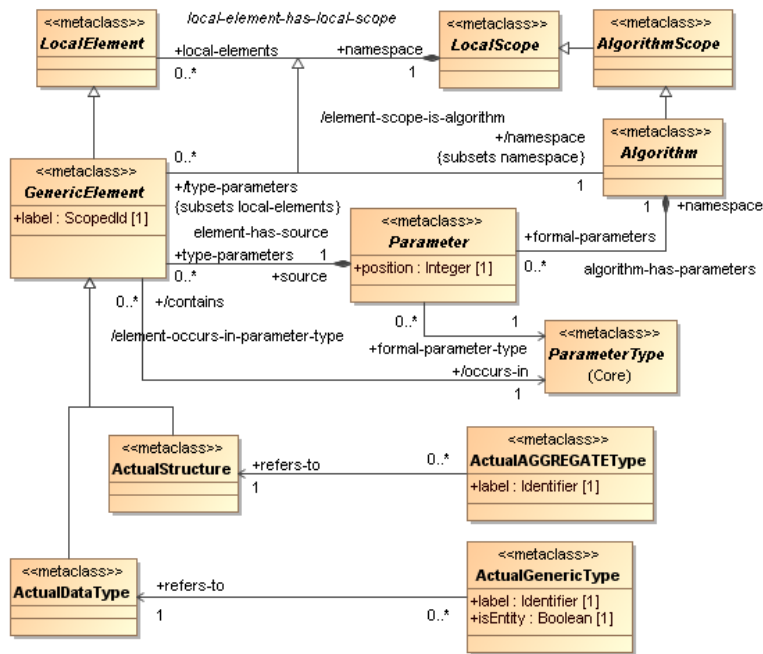 local-element-has-local-scope
<<metaclass>>
LocalElement
+local-elements
0..*
+namespace
1
<<metaclass>>
LocalScope
<<metaclass>>
AlgorithmScope
/element-scope-is-algorithm
<<metaclass>>
GenericElement
+label : ScopedId [1]
0..*
+/type-parameters
{subsets local-elements}
+/namespace
{subsets namespace}
1
<<metaclass>>
Algorithm
1
+namespace
element-has-source
+type-parameters
0..*
1
+source
<<metaclass>>
Parameter
+position : Integer [1]
+formal-parameters
0..*
algorithm-has-parameters
0..*
+/contains
/element-occurs-in-parameter-type
0..*
1
+formal-parameter-type
+/occurs-in
1
<<metaclass>>
ParameterType
(Core)
<<metaclass>>
ActualStructure
+refers-to
1
0..*
<<metaclass>>
ActualAGGREGATEType
+label : Identifier [1]
<<metaclass>>
ActualDataType
+refers-to
1
0..*
<<metaclass>>
ActualGenericType
+label : Identifier [1]
+isEntity : Boolean [1]